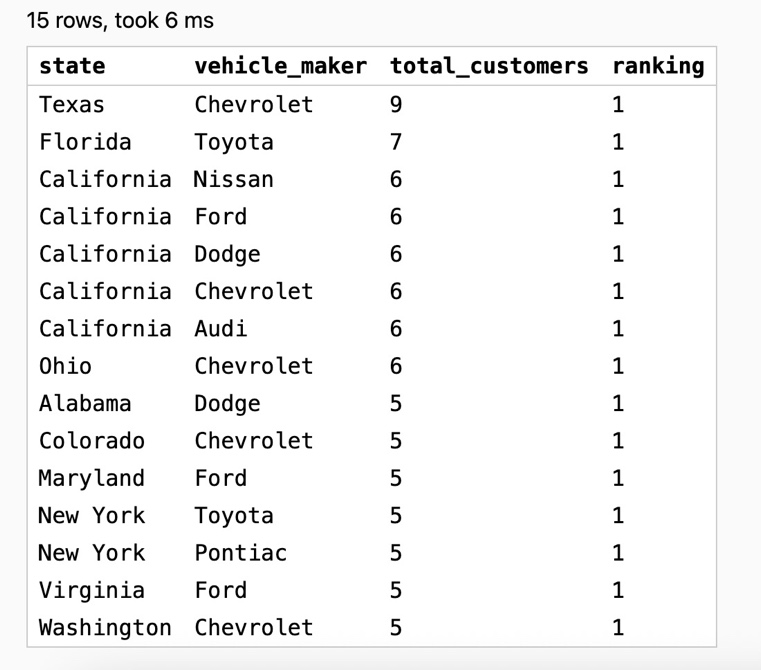 15 rows, took 6 ms
state vehicle_maker total_customers ranking
Texas Chevrolet 9 1
Florida Toyota 7 1
California Nissan 6 1
California Ford 6 1
California Dodge 6 1
California Chevrolet 6 1
California Audi 6 1
Ohio Chevrolet 6 1
Alabama Dodge 5 1
Colorado Chevrolet 5 1
Maryland Ford 5 1
New York Toyota 5 1
New York Pontiac 5 1
Virginia Ford 5 1
Washington Chevrolet 5 1